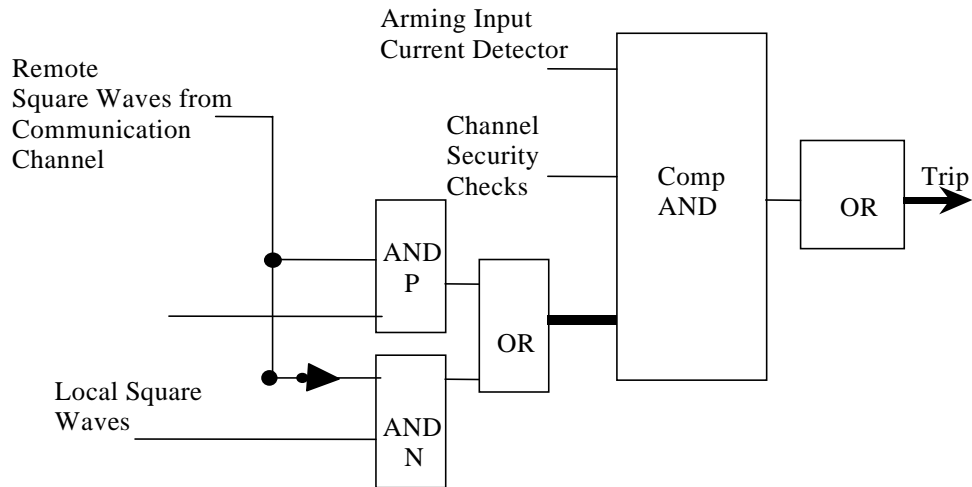 Arming Input
Current Detector
Remote
Square Waves from
Communication
Channel
Channel
Security
Checks
Comp
AND
OR
Trip
AND
P
OR
Local Square
Waves
AND
N